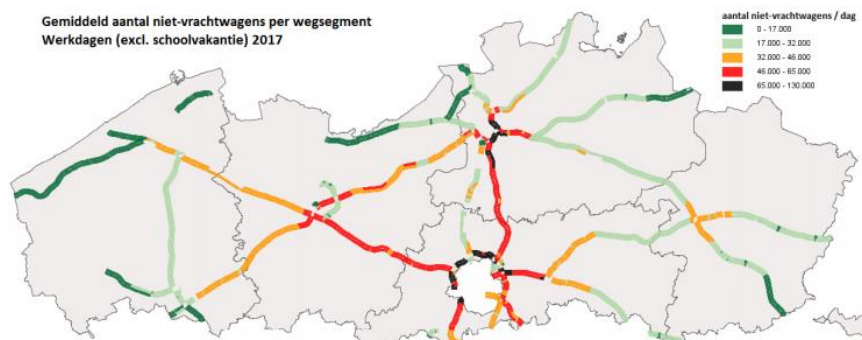 Gemiddeld aantal niet-vrachtwagens per wegsegment
Werkdagen (excl. schoolvakantie) 2017
aantal niet-vrachtwagens / dag
0 - 17.000
17.000 - 32.000
32.000 - 46.000
46.000 - 65.000
65.000 - 130.000